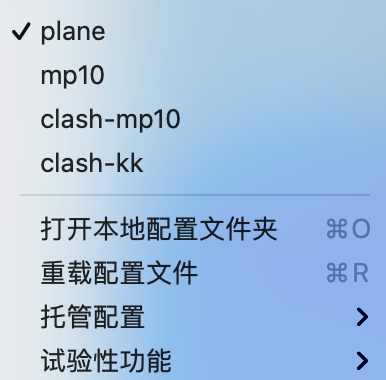 ✓ plane
mp10
clash-mp10
clash-kk
打开本地配置文件夹 ⌘O
重载配置文件 ⌘R
托管配置
试验性功能